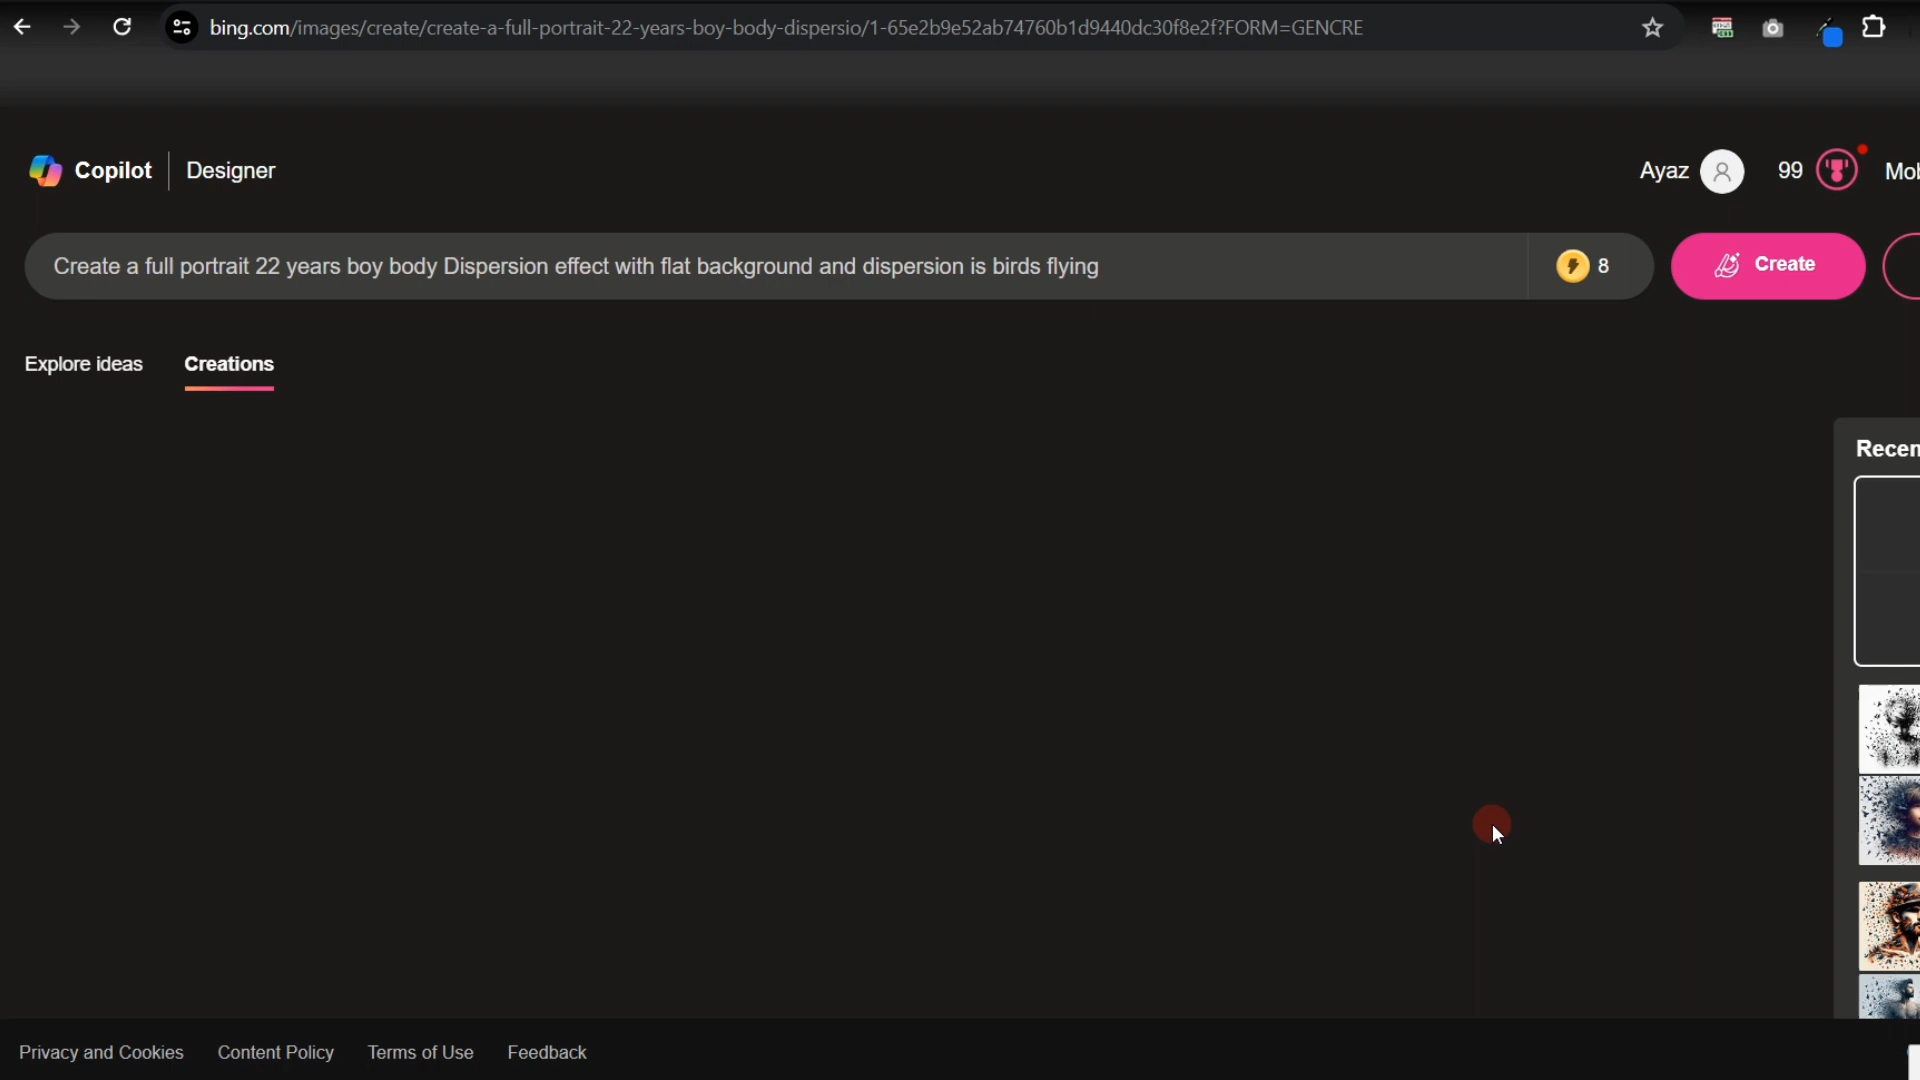 bing.com/images/create/create-a-full-portrait-22-years-boy-body-dispersio/1-65e2b9e52ab74760b1d9440dc30f8e2f?FORM=GENCRE
Copilot | Designer
Ayaz 99 Mob
Create a full portrait 22 years boy body Dispersion effect with flat background and dispersion is birds flying 8 Create
Explore ideas Creations
Recen
Privacy and Cookies Content Policy Terms of Use Feedback